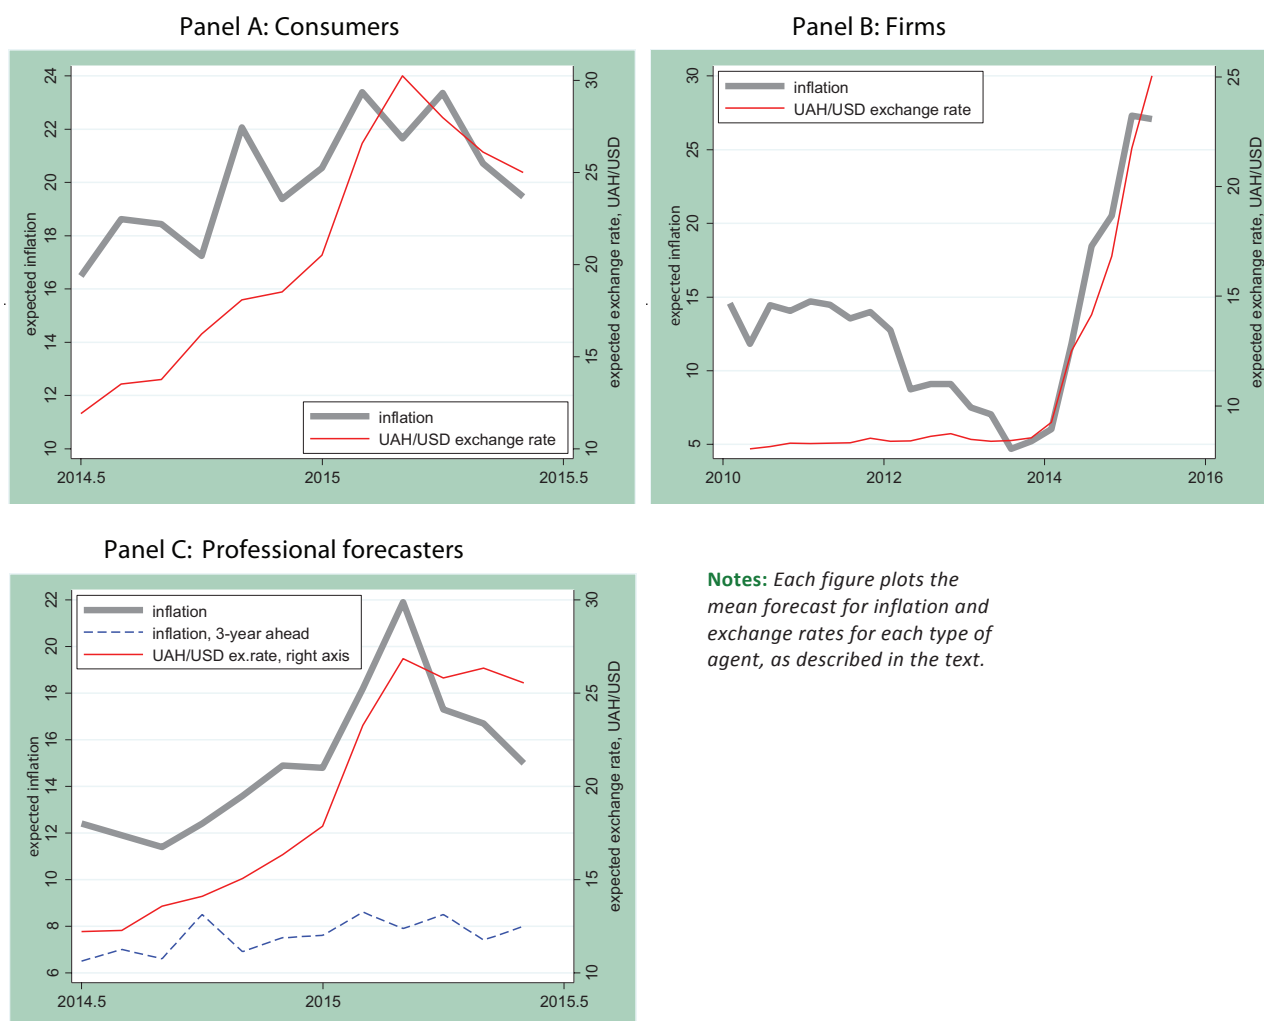 Panel A: Consumers
24
22
20
18
16
14
12
10
expected inflation
30
25
20
15
10
expected exchange rate, UAH/USD
inflation
UAH/USD exchange rate
2014.5
2015
2015.5
Panel B: Firms
30
25
20
15
10
5
expected inflation
25
20
15
10
expected exchange rate, UAH/USD
inflation
UAH/USD exchange rate
2010
2012
2014
2016
Panel C: Professional forecasters
22
20
18
16
14
12
10
8
6
expected inflation
30
25
20
15
10
expected exchange rate, UAH/USD
inflation
inflation, 3-year ahead
UAH/USD ex.rate, right axis
2014.5
2015
2015.5
Notes: Each figure plots the
mean forecast for inflation and
exchange rates for each type of
agent, as described in the text.